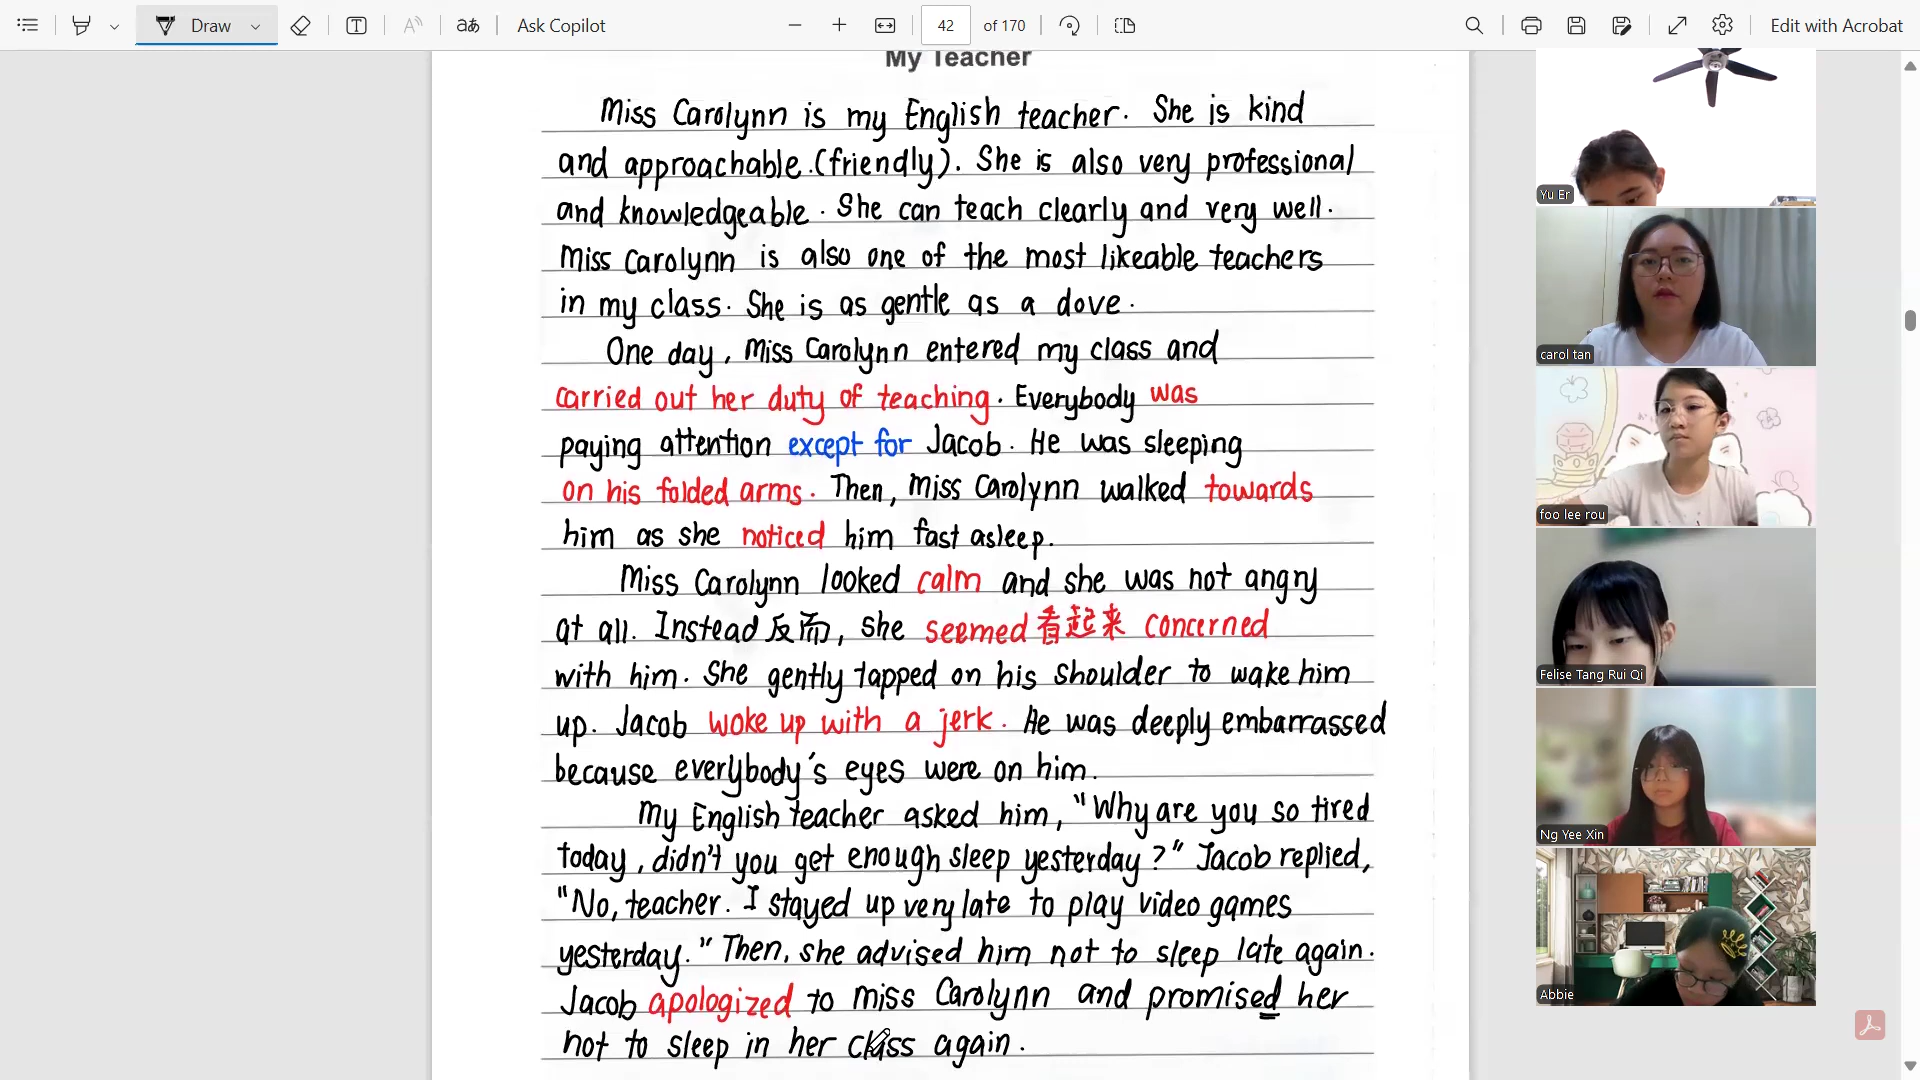 Draw
Ask Copilot
42 of 170
Edit with Acrobat
My Teacher
Miss Carolynn is my English teacher. She is kind
and approachable.(friendly). She is also very professional
and knowledgeable. She can teach clearly and very well.
Miss Carolynn is also one of the most likeable teachers
in my class. She is as gentle as a dove.
One day, Miss Carolynn entered my class and
carried out her duty of teaching. Everybody was
paying attention except for Jacob. He was sleeping
on his folded arms. Then, Miss Carolynn walked towards
him as she noticed him fast asleep.
Miss Carolynn looked calm and she was not angry
at all. Instead 反而, she seemed 看起来 concerned
with him. She gently tapped on his shoulder to wake him
up. Jacob woke up with a jerk. He was deeply embarrassed
because everybody's eyes were on him.
My English teacher asked him, "Why are you so tired
today, didn't you get enough sleep yesterday?" Jacob replied,
"No, teacher. I stayed up very late to play video games
yesterday." Then, she advised him not to sleep late again.
Jacob apologized to Miss Carolynn and promised her
not to sleep in her class again.
Yu Er
carol tan
foo lee rou
Felise Tang Rui Qi
Ng Yee Xin
Abbie